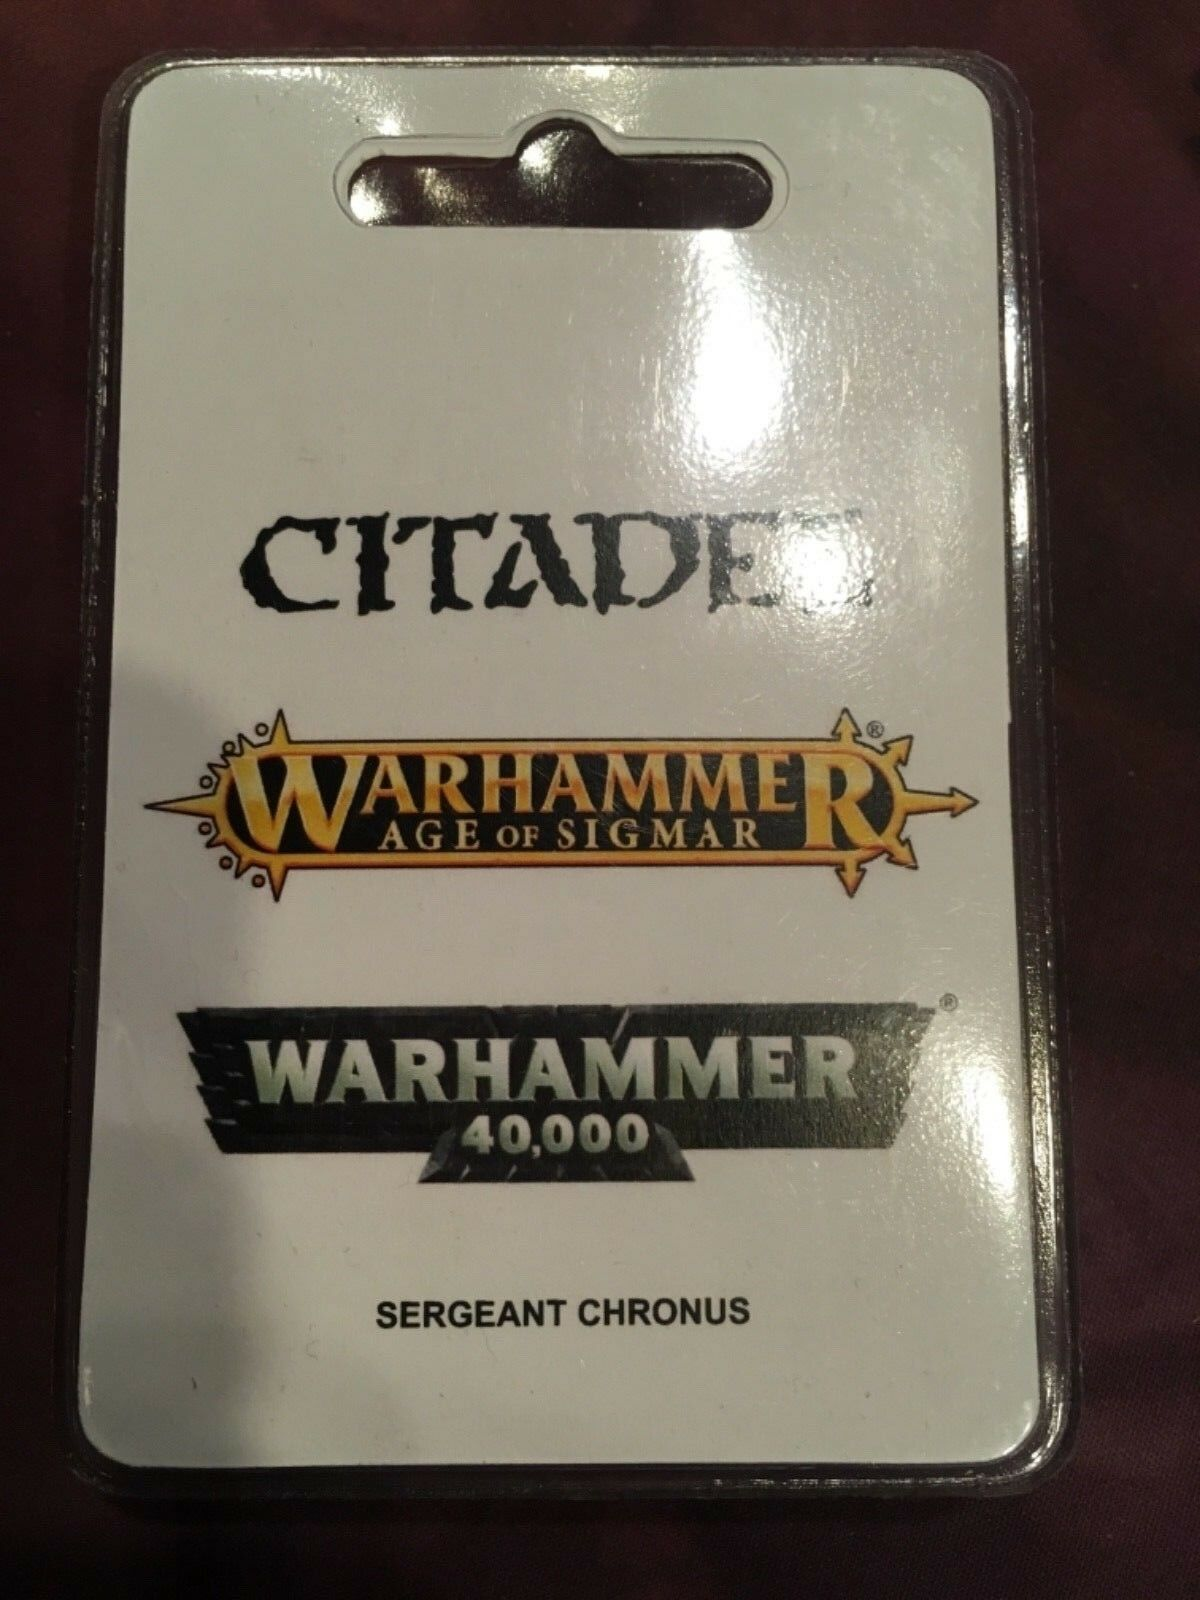 CITADEL
WARHAMMER ®
AGE OF SIGMAR
WARHAMMER ®
40,000
SERGEANT CHRONUS